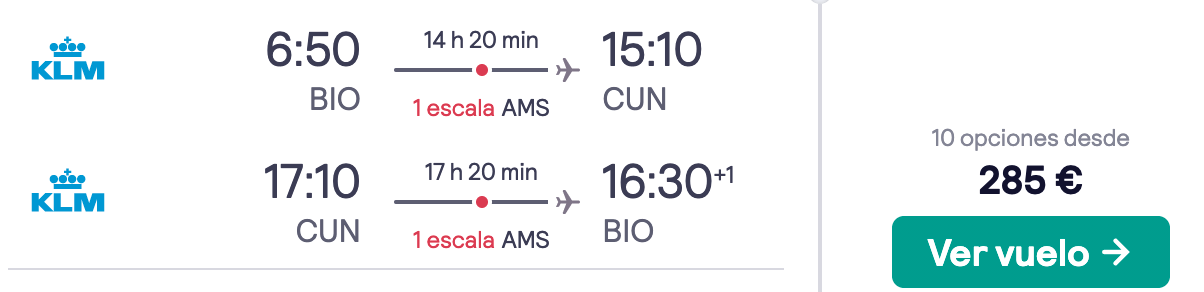 KLM
6:50
14 h 20 min
15:10
BIO
1 escala AMS
CUN
KLM
17:10
17 h 20 min
16:30+1
CUN
1 escala AMS
BIO
10 opciones desde
285 €
Ver vuelo →